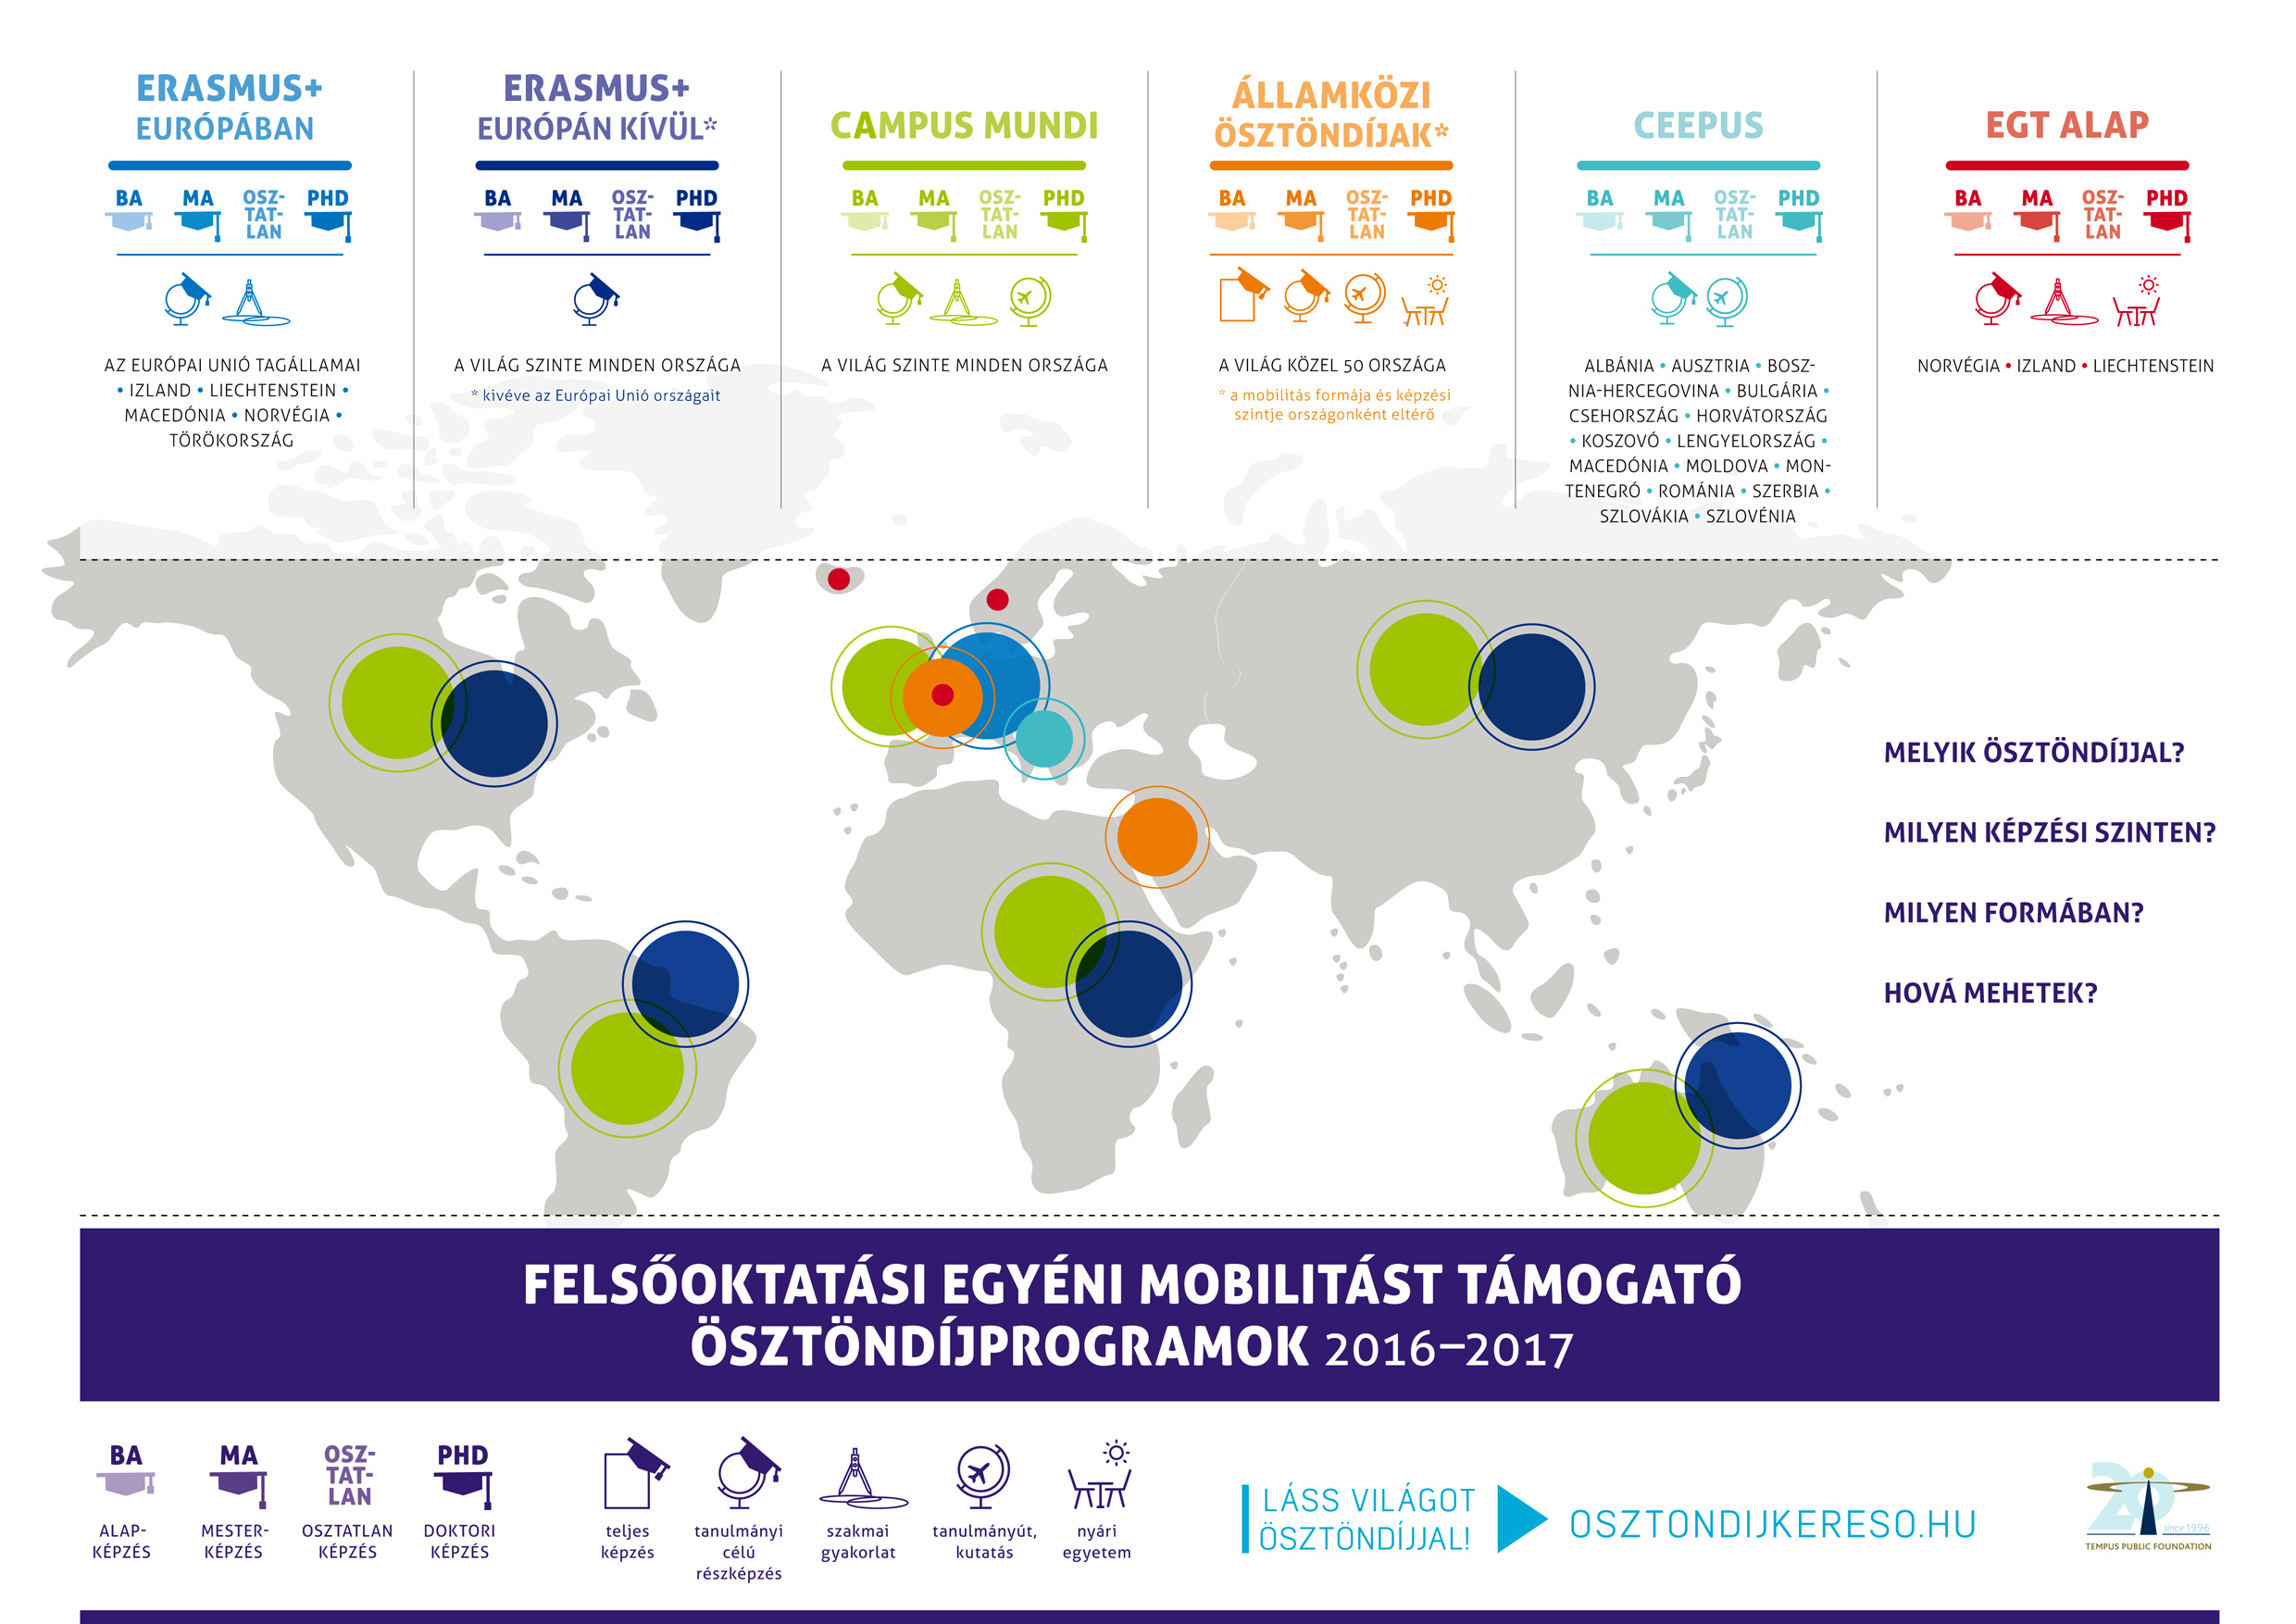 ERASMUS+
EURÓPÁBAN
BA MA OSZ-
TAT-
LAN PHD
AZ EURÓPAI UNIÓ TAGÁLLAMAI
• IZLAND • LIECHTENSTEIN •
MACEDÓNIA • NORVÉGIA •
TÖRÖKORSZÁG
ERASMUS+
EURÓPÁN KÍVÜL*
BA MA OSZ-
TAT-
LAN PHD
A VILÁG SZINTE MINDEN ORSZÁGA
* kivéve az Európai Unió országait
CAMPUS MUNDI
BA MA OSZ-
TAT-
LAN PHD
A VILÁG SZINTE MINDEN ORSZÁGA
ÁLLAMKÖZI
ÖSZTÖNDÍJAK*
BA MA OSZ-
TAT-
LAN PHD
A VILÁG KÖZEL 50 ORSZÁGA
* a mobilitás formája és képzési
szintje országonként eltérő
CEEPUS
BA MA OSZ-
TAT-
LAN PHD
ALBÁNIA • AUSZTRIA • BOSZ-
NIA-HERCEGOVINA • BULGÁRIA •
CSEHORSZÁG • HORVÁTORSZÁG
• KOSZOVÓ • LENGYELORSZÁG •
MACEDÓNIA • MOLDOVA • MON-
TENEGRÓ • ROMÁNIA • SZERBIA •
SZLOVÁKIA • SZLOVÉNIA
EGT ALAP
BA MA OSZ-
TAT-
LAN PHD
NORVÉGIA • IZLAND • LIECHTENSTEIN
MELYIK ÖSZTÖNDÍJJAL?
MILYEN KÉPZÉSI SZINTEN?
MILYEN FORMÁBAN?
HOVÁ MEHETEK?
FELSŐOKTATÁSI EGYÉNI MOBILITÁST TÁMOGATÓ
ÖSZTÖNDÍJPROGRAMOK 2016–2017
BA
ALAP-
KÉPZÉS
MA
MESTER-
KÉPZÉS
OSZ-
TAT-
LAN
OSZTATLAN
KÉPZÉS
PHD
DOKTORI
KÉPZÉS
teljes
képzés
tanulmányi
célú
részképzés
szakmai
gyakorlat
tanulmányút,
kutatás
nyári
egyetem
LÁSS VILÁGOT
ÖSZTÖNDÍJJAL!
OSZTONDIJKERESO.HU
20
since 1996
TEMPUS PUBLIC FOUNDATION